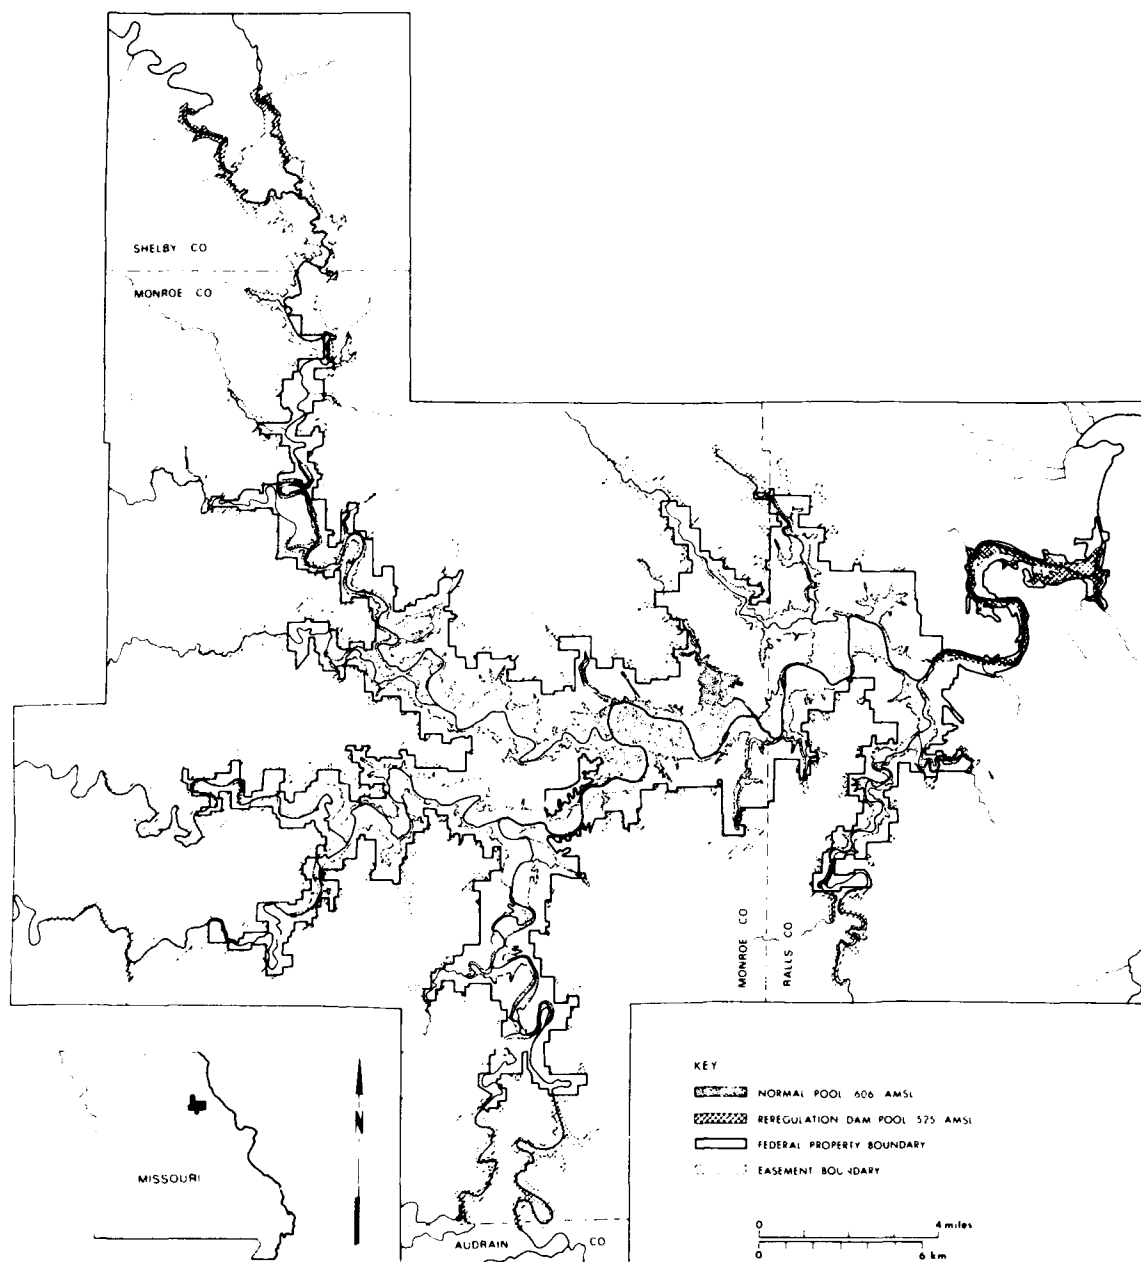 SHELBY CO
MONROE CO
MONROE CO
RALLS CO
N
MISSOURI
AUDRAIN CO
KEY
NORMAL POOL 606 AMSL
REREGULATION DAM POOL 525 AMSL
FEDERAL PROPERTY BOUNDARY
EASEMENT BOUNDARY
0 4 miles
0 6 km